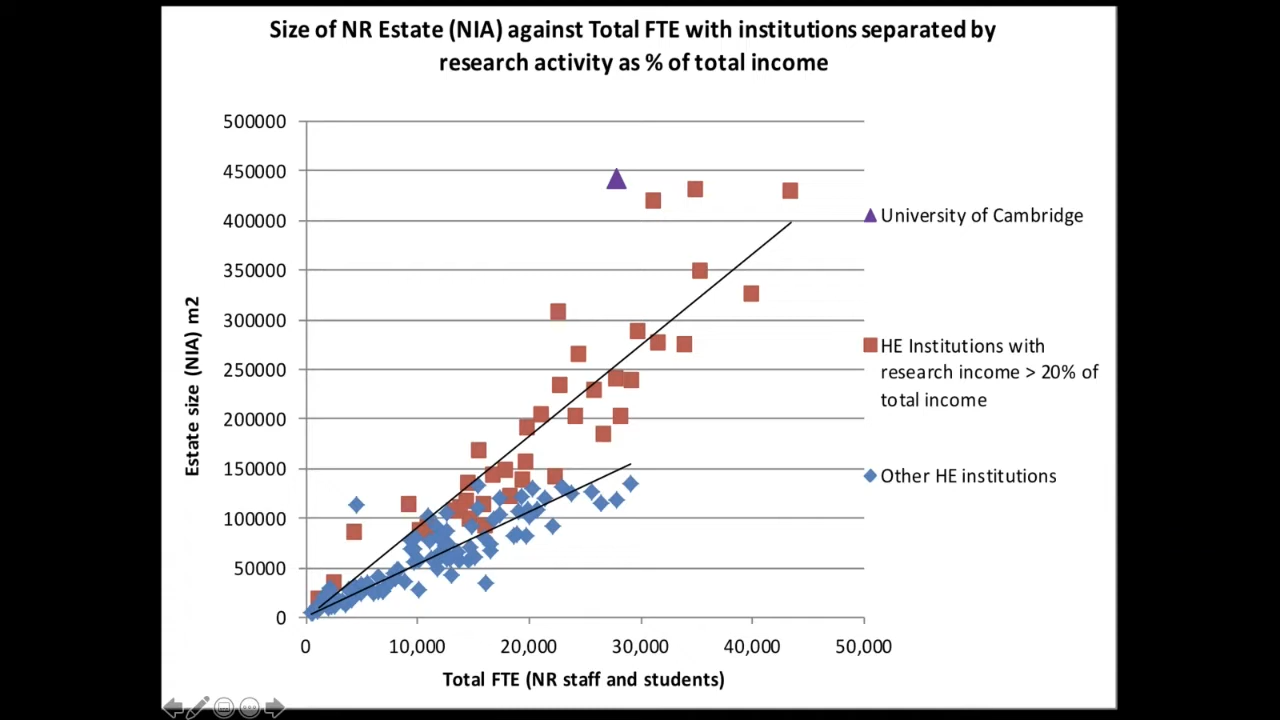 Size of NR Estate (NIA) against Total FTE with institutions separated by
research activity as % of total income
500000
450000
400000
350000
300000
250000
200000
150000
100000
50000
0
Estate size (NIA) m2
0
10,000
20,000
30,000
40,000
50,000
Total FTE (NR staff and students)
University of Cambridge
HE Institutions with
research income > 20% of
total income
Other HE institutions